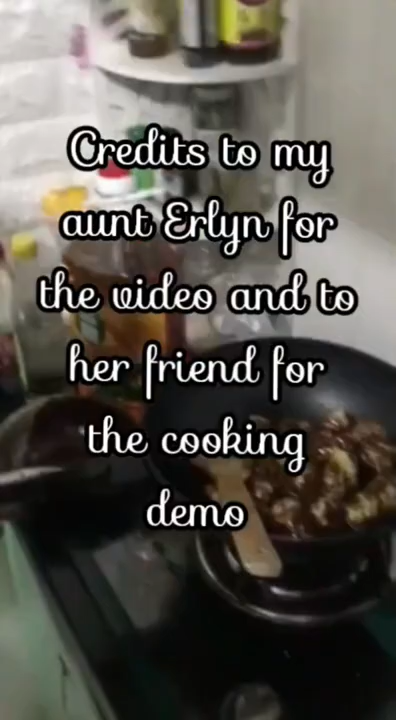 Credits to my
aunt Erlyn for
the video and to
her friend for
the cooking
demo